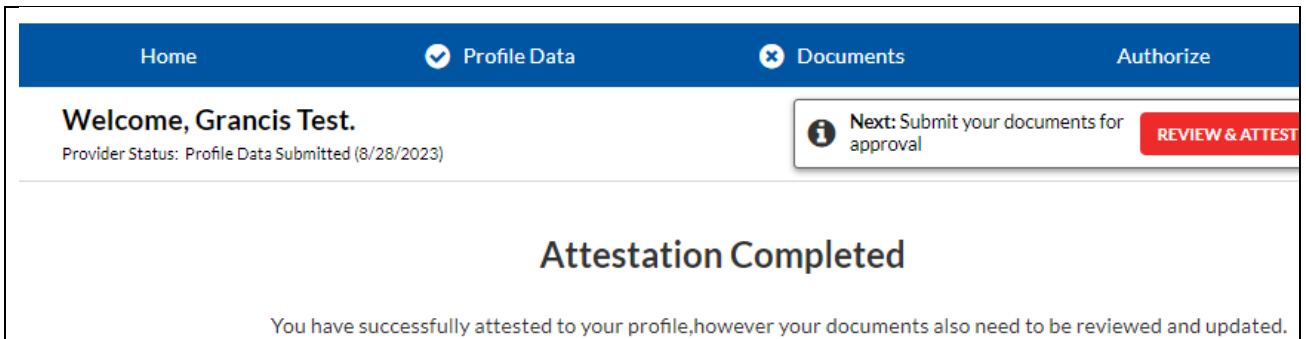 Home Profile Data Documents Authorize
Welcome, Grancis Test.
Provider Status: Profile Data Submitted (8/28/2023)
Next: Submit your documents for
approval
REVIEW & ATTEST
Attestation Completed
You have successfully attested to your profile,however your documents also need to be reviewed and updated.